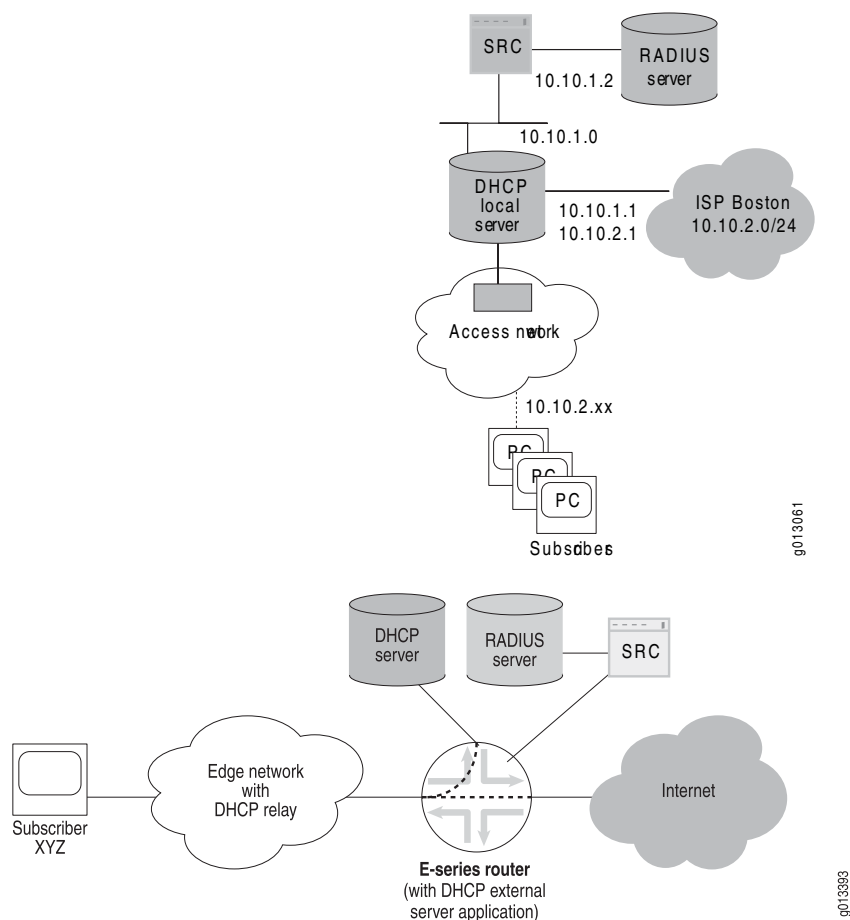 SRC
RADIUS
server
10.10.1.2
10.10.1.0
DHCP
local
server
10.10.1.1
10.10.2.1
ISP Boston
10.10.2.0/24
Access network
10.10.2.xx
PC
PC
PC
Subscribers
g013061
DHCP
server
RADIUS
server
SRC
Edge network
with
DHCP relay
Internet
Subscriber
XYZ
E-series router
(with DHCP external
server application)
g013393